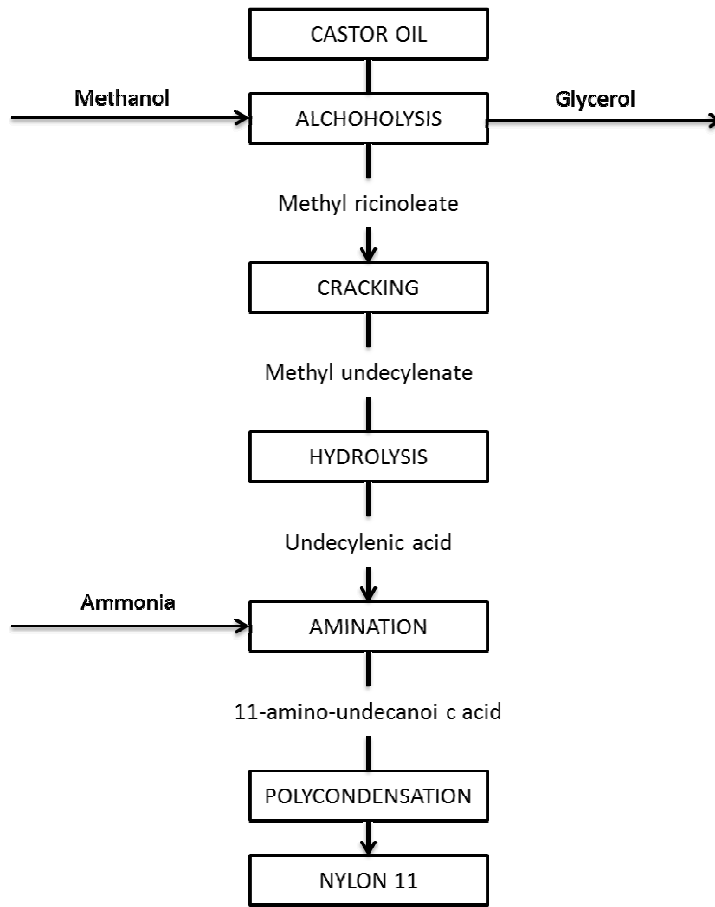 CASTOR OIL
Methanol
ALCHOHOLYSIS
Glycerol
Methyl ricinoleate
CRACKING
Methyl undecylenate
HYDROLYSIS
Undecylenic acid
Ammonia
AMINATION
11-amino-undecanoi c acid
POLYCONDENSATION
NYLON 11